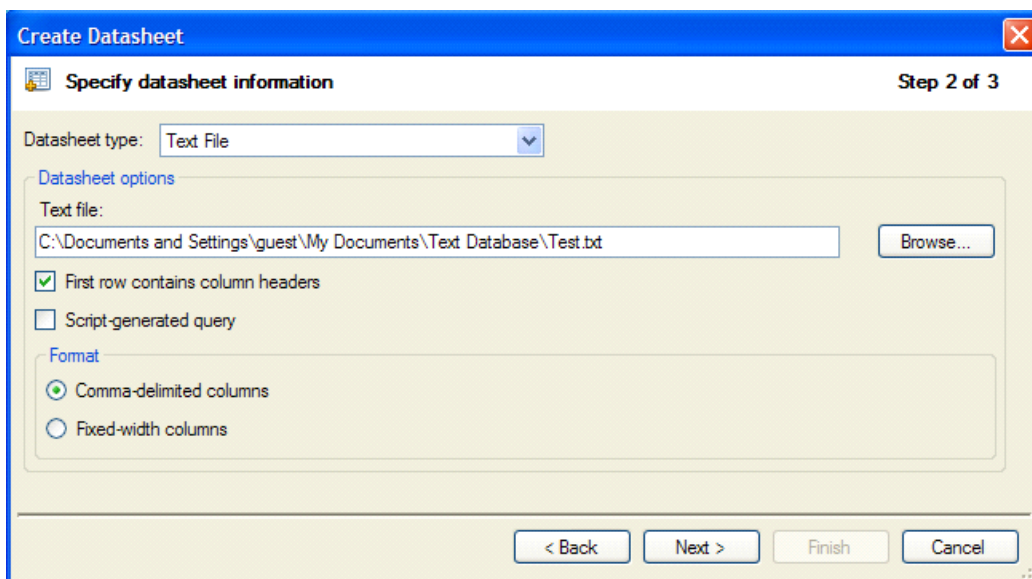 Create Datasheet
Specify datasheet information Step 2 of 3
Datasheet type: Text File
Datasheet options
Text file:
C:\Documents and Settings\guest\My Documents\Text Database\Test.txt Browse...
First row contains column headers
Script-generated query
Format
Comma-delimited columns
Fixed-width columns
< Back Next > Finish Cancel